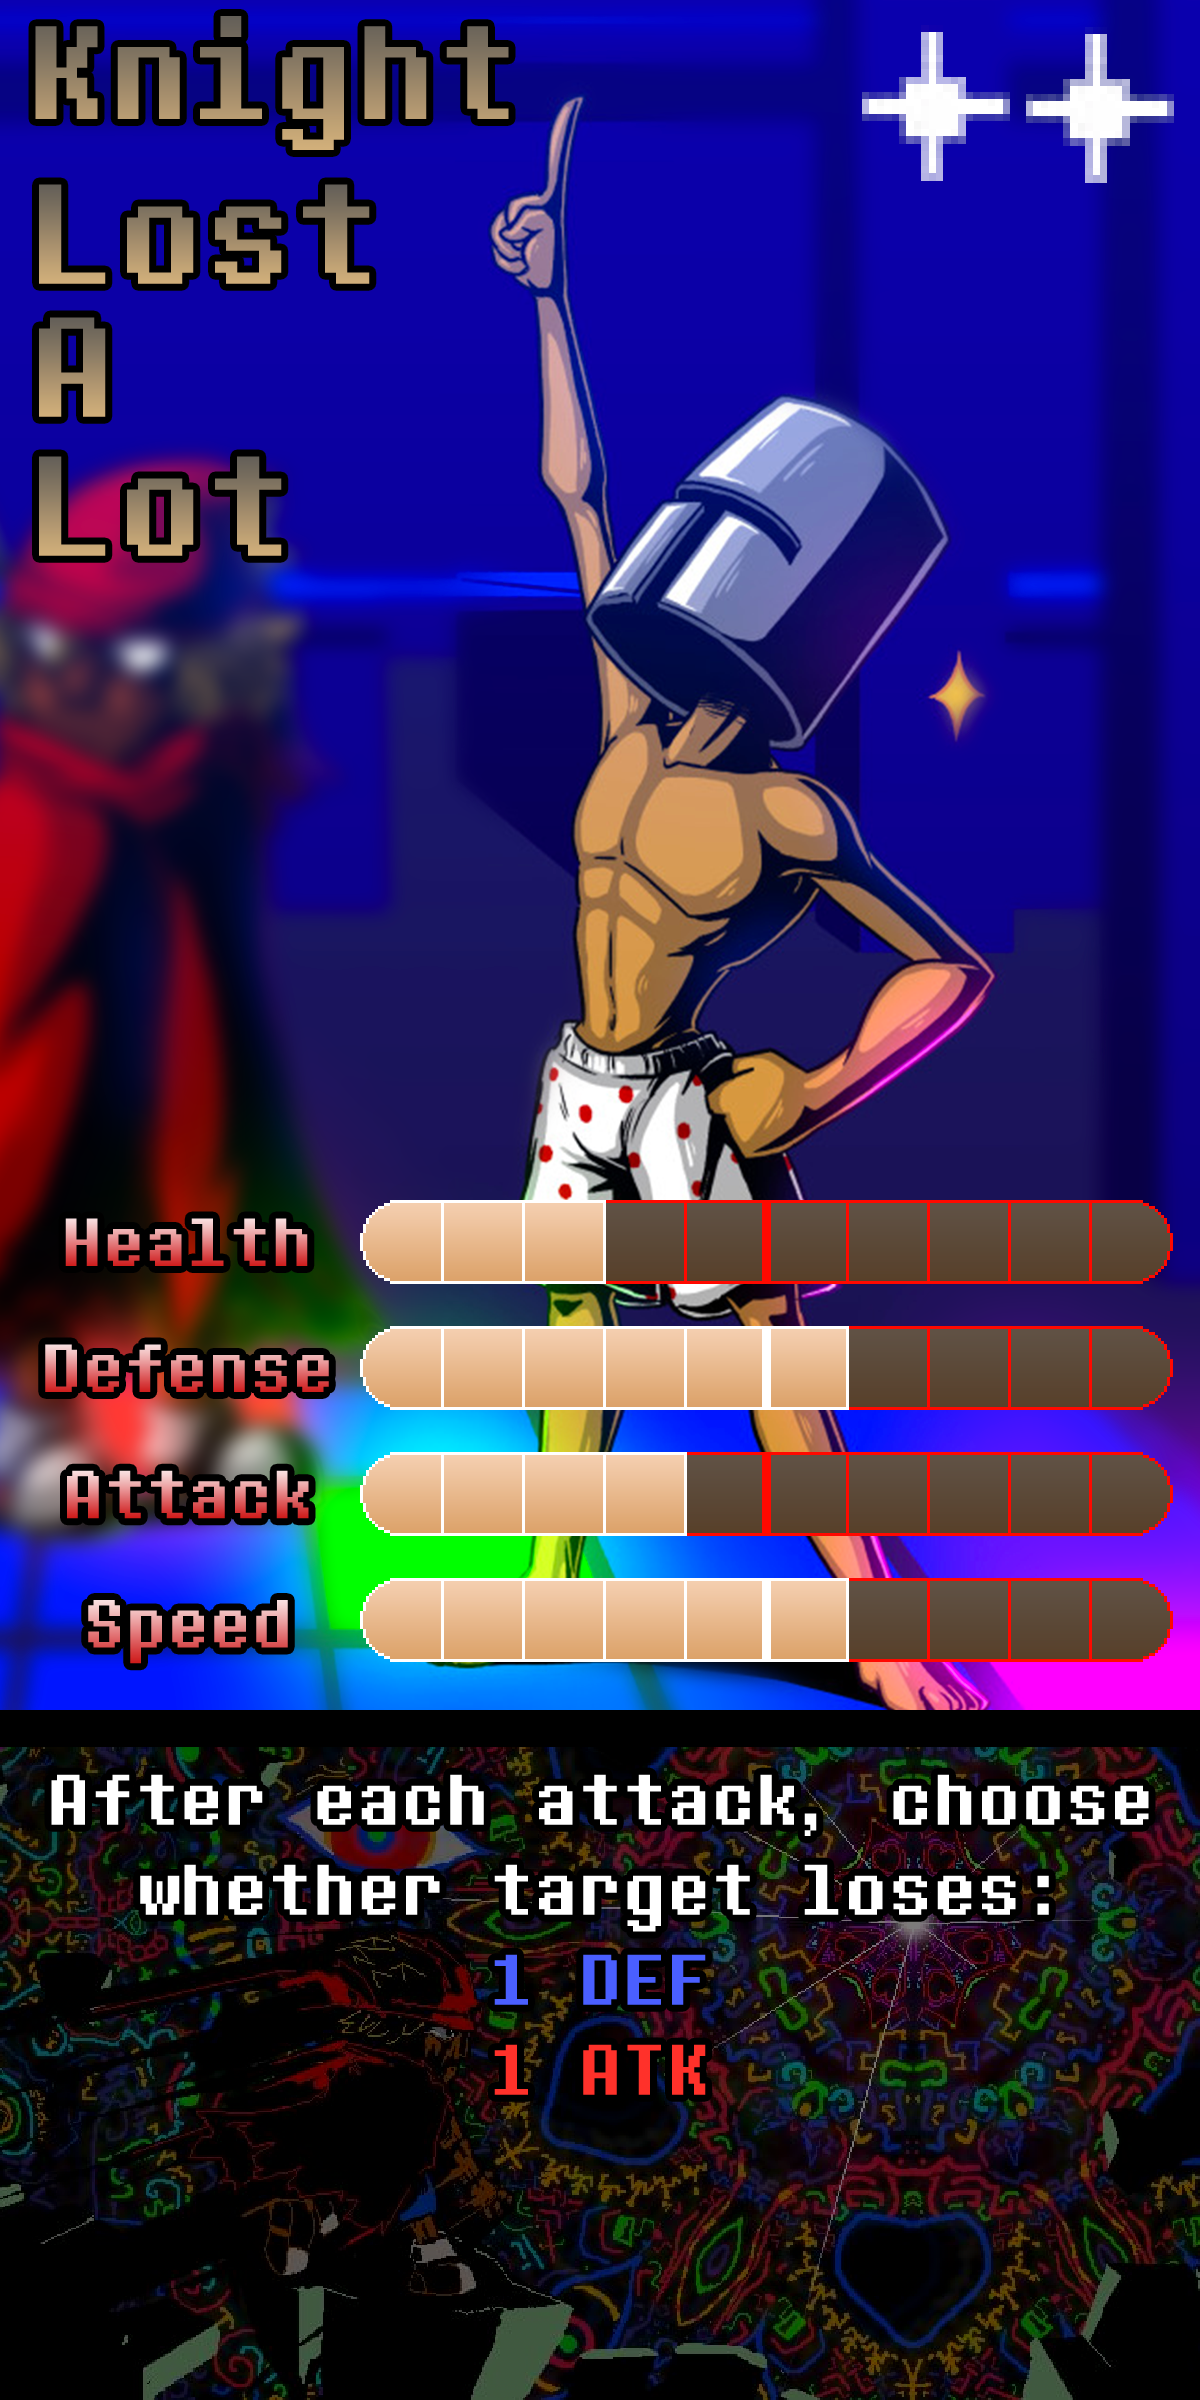 Knight
Lost
A
Lot
Health
Defense
Attack
Speed
After each attack, choose
whether target loses:
1 DEF
1 ATK